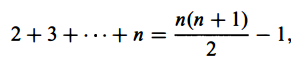 2 + 3 + · · · + n = n(n + 1)/2 − 1,